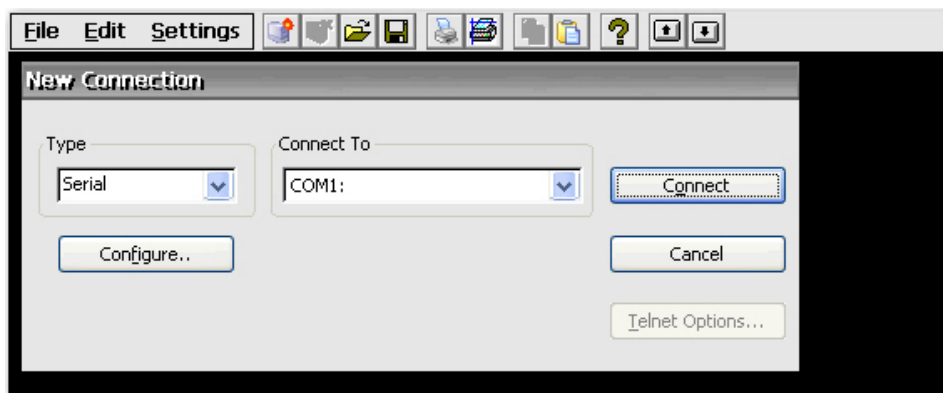 File Edit Settings
New Connection
Type
Connect To
Serial
COM1:
Connect
Configure..
Cancel
Telnet Options...